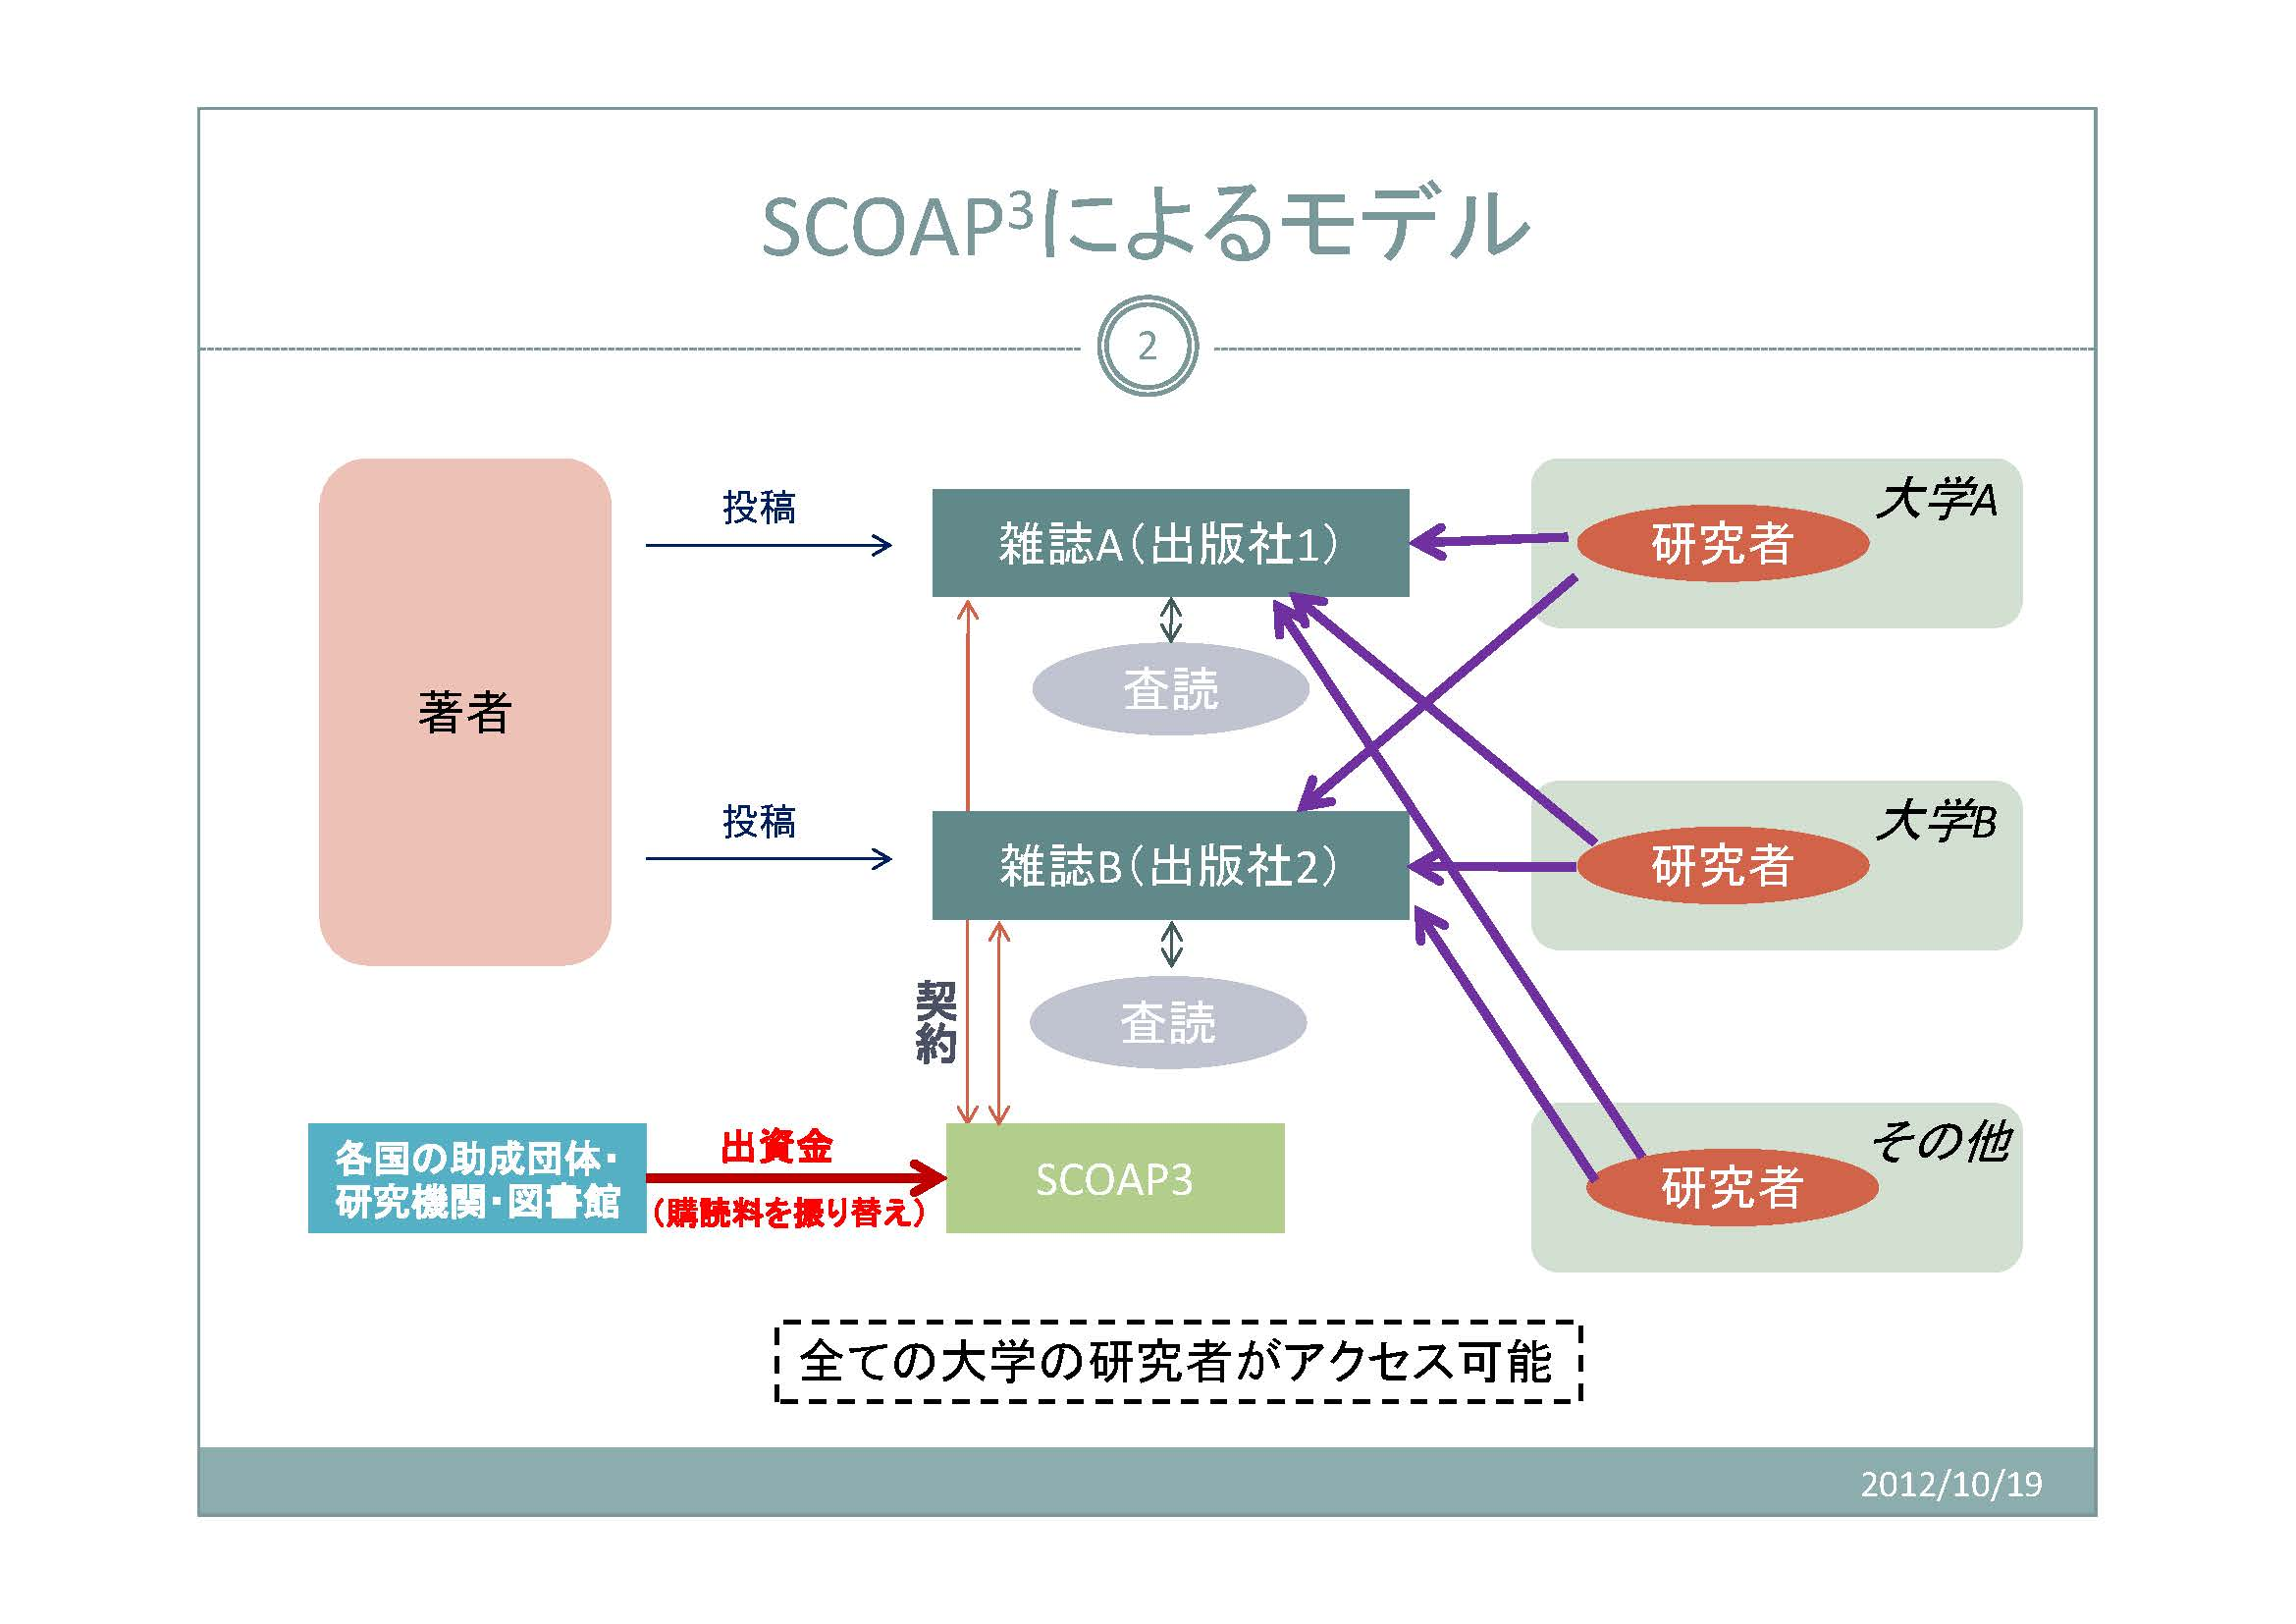 SCOAP³によるモデル
2
著者
投稿
雑誌A（出版社1）
大学A
研究者
査読
投稿
雑誌B（出版社2）
大学B
研究者
契約
査読
各国の助成団体・
研究機関・図書館
出資金
（購読料を振り替え）
SCOAP3
その他
研究者
全ての大学の研究者がアクセス可能
2012/10/19